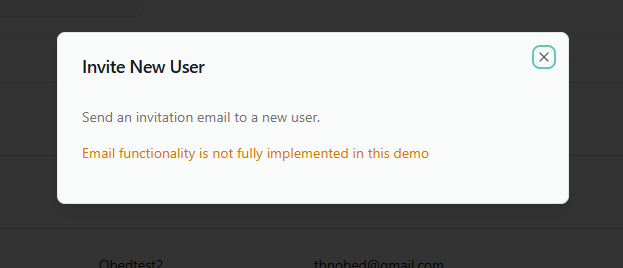 Invite New User
Send an invitation email to a new user.
Email functionality is not fully implemented in this demo
Obedtest2 thnobed@gmail.com